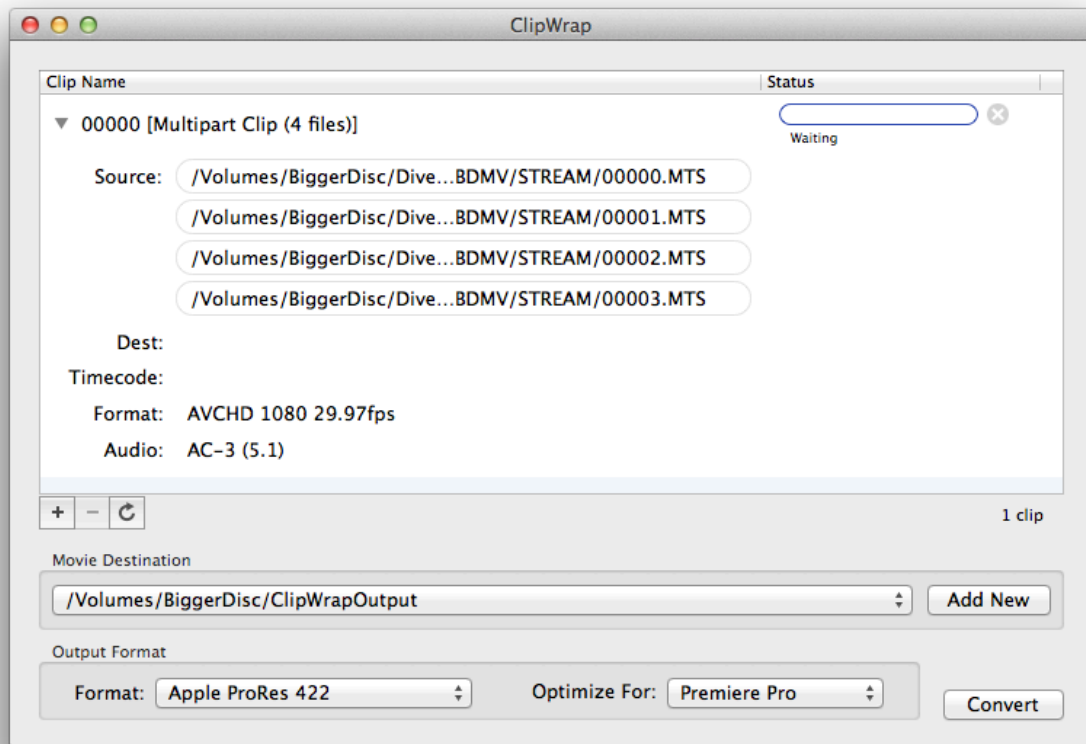 ClipWrap
Clip Name Status
00000 [Multipart Clip (4 files)]
Waiting
Source: /Volumes/BiggerDisc/Dive...BDMV/STREAM/00000.MTS
/Volumes/BiggerDisc/Dive...BDMV/STREAM/00001.MTS
/Volumes/BiggerDisc/Dive...BDMV/STREAM/00002.MTS
/Volumes/BiggerDisc/Dive...BDMV/STREAM/00003.MTS
Dest:
Timecode:
Format: AVCHD 1080 29.97fps
Audio: AC-3 (5.1)
1 clip
Movie Destination
/Volumes/BiggerDisc/ClipWrapOutput Add New
Output Format
Format: Apple ProRes 422 Optimize For: Premiere Pro Convert